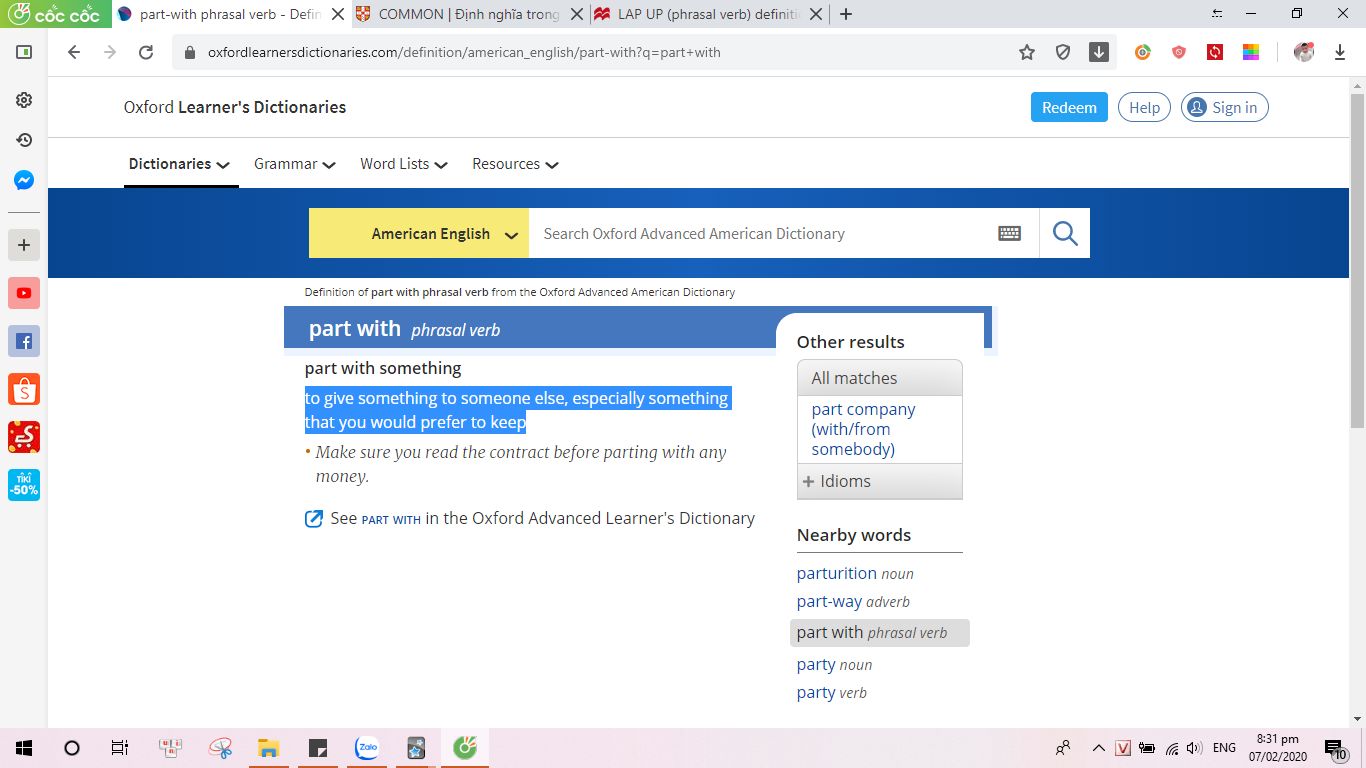 cốc cốc
part-with phrasal verb - Defin
COMMON | Định nghĩa trong
LAP UP (phrasal verb) definiti
oxfordlearnersdictionaries.com/definition/american_english/part-with?q=part+with
Oxford Learner's Dictionaries
Redeem
Help
Sign in
Dictionaries
Grammar
Word Lists
Resources
American English
Search Oxford Advanced American Dictionary
Definition of part with phrasal verb from the Oxford Advanced American Dictionary
part with phrasal verb
part with something
to give something to someone else, especially something
that you would prefer to keep
• Make sure you read the contract before parting with any
money.
See PART WITH in the Oxford Advanced Learner's Dictionary
Other results
All matches
part company
(with/from
somebody)
+ Idioms
Nearby words
parturition noun
part-way adverb
part with phrasal verb
party noun
party verb
TIKI
-50%
Zalo
V
ENG
8:31 pm
07/02/2020
10